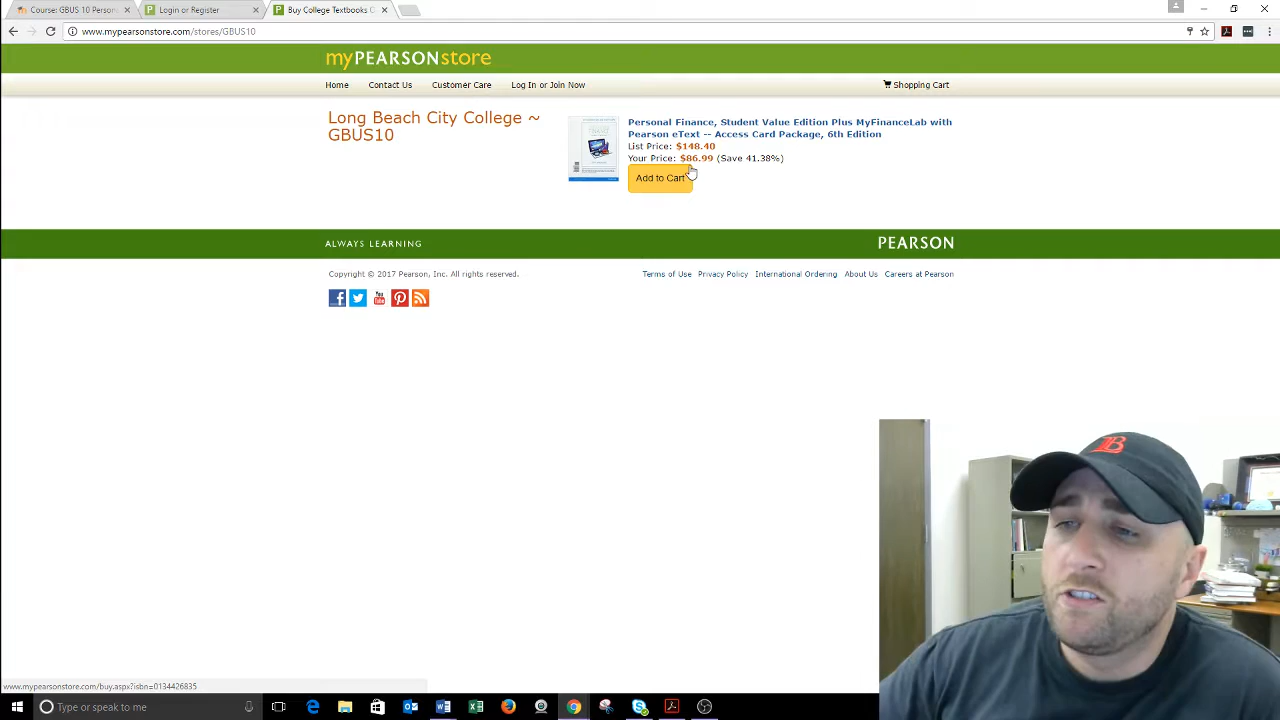 Course: GBUS 10 Person
Login or Register
Buy College Textbooks C
www.mypearsonstore.com/stores/GBUS10
myPEARSONstore
Home
Contact Us
Customer Care
Log In or Join Now
Shopping Cart
Long Beach City College ~
GBUS10
Personal Finance, Student Value Edition Plus MyFinanceLab with
Pearson eText -- Access Card Package, 6th Edition
List Price: $148.40
Your Price: $86.99 (Save 41.38%)
Add to Cart
ALWAYS LEARNING
PEARSON
Copyright © 2017 Pearson, Inc. All rights reserved.
Terms of Use
Privacy Policy
International Ordering
About Us
Careers at Pearson
www.mypearsonstore.com/buy.aspx?isbn=0134426835
Type or speak to me